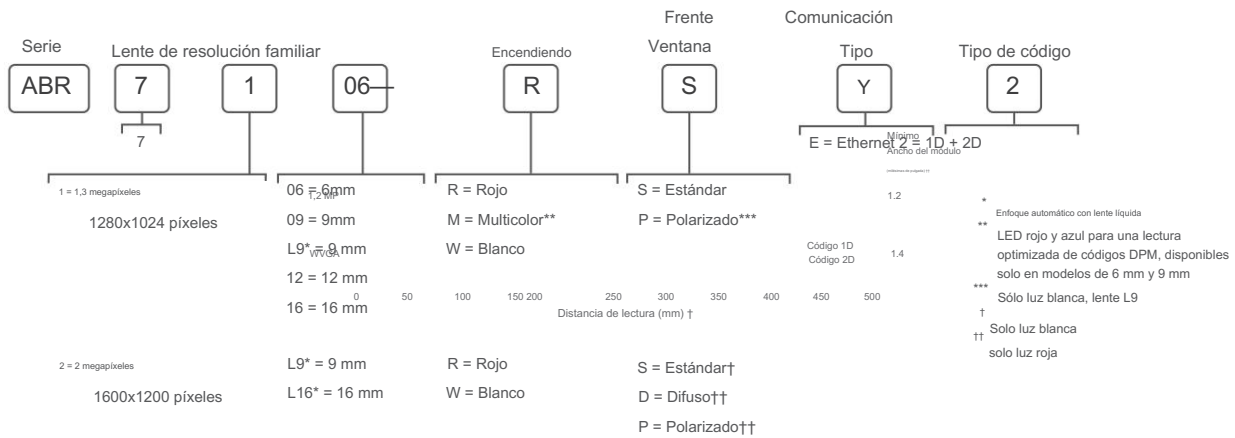 Frente
Comunicación
Serie
Lente de resolución familiar
Encendiendo
Ventana
Tipo
Tipo de código
ABR
7
1
06—
R
S
Y
2
7
E = Ethernet 2 = 1D + 2D
Mínimo
Ancho del módulo
1 = 1,3 megapíxeles
1280x1024 píxeles
06 = 6mm
1,2 MP
09 = 9mm
L9* = 9 mm
WVGA
12 = 12 mm
16 = 16 mm
R = Rojo
M = Multicolor**
W = Blanco
S = Estándar
P = Polarizado***
1.2
Código 1D
Código 2D
1.4
0 50 100 150 200 250 300 350 400 450 500
Distancia de lectura (mm) †
*
Enfoque automático con lente líquida
**
LED rojo y azul para una lectura
optimizada de códigos DPM, disponibles
solo en modelos de 6 mm y 9 mm
***
Sólo luz blanca, lente L9
†
Solo luz blanca
††
solo luz roja
2 = 2 megapíxeles
1600x1200 píxeles
L9* = 9 mm
L16* = 16 mm
R = Rojo
W = Blanco
S = Estándar†
D = Difuso††
P = Polarizado††